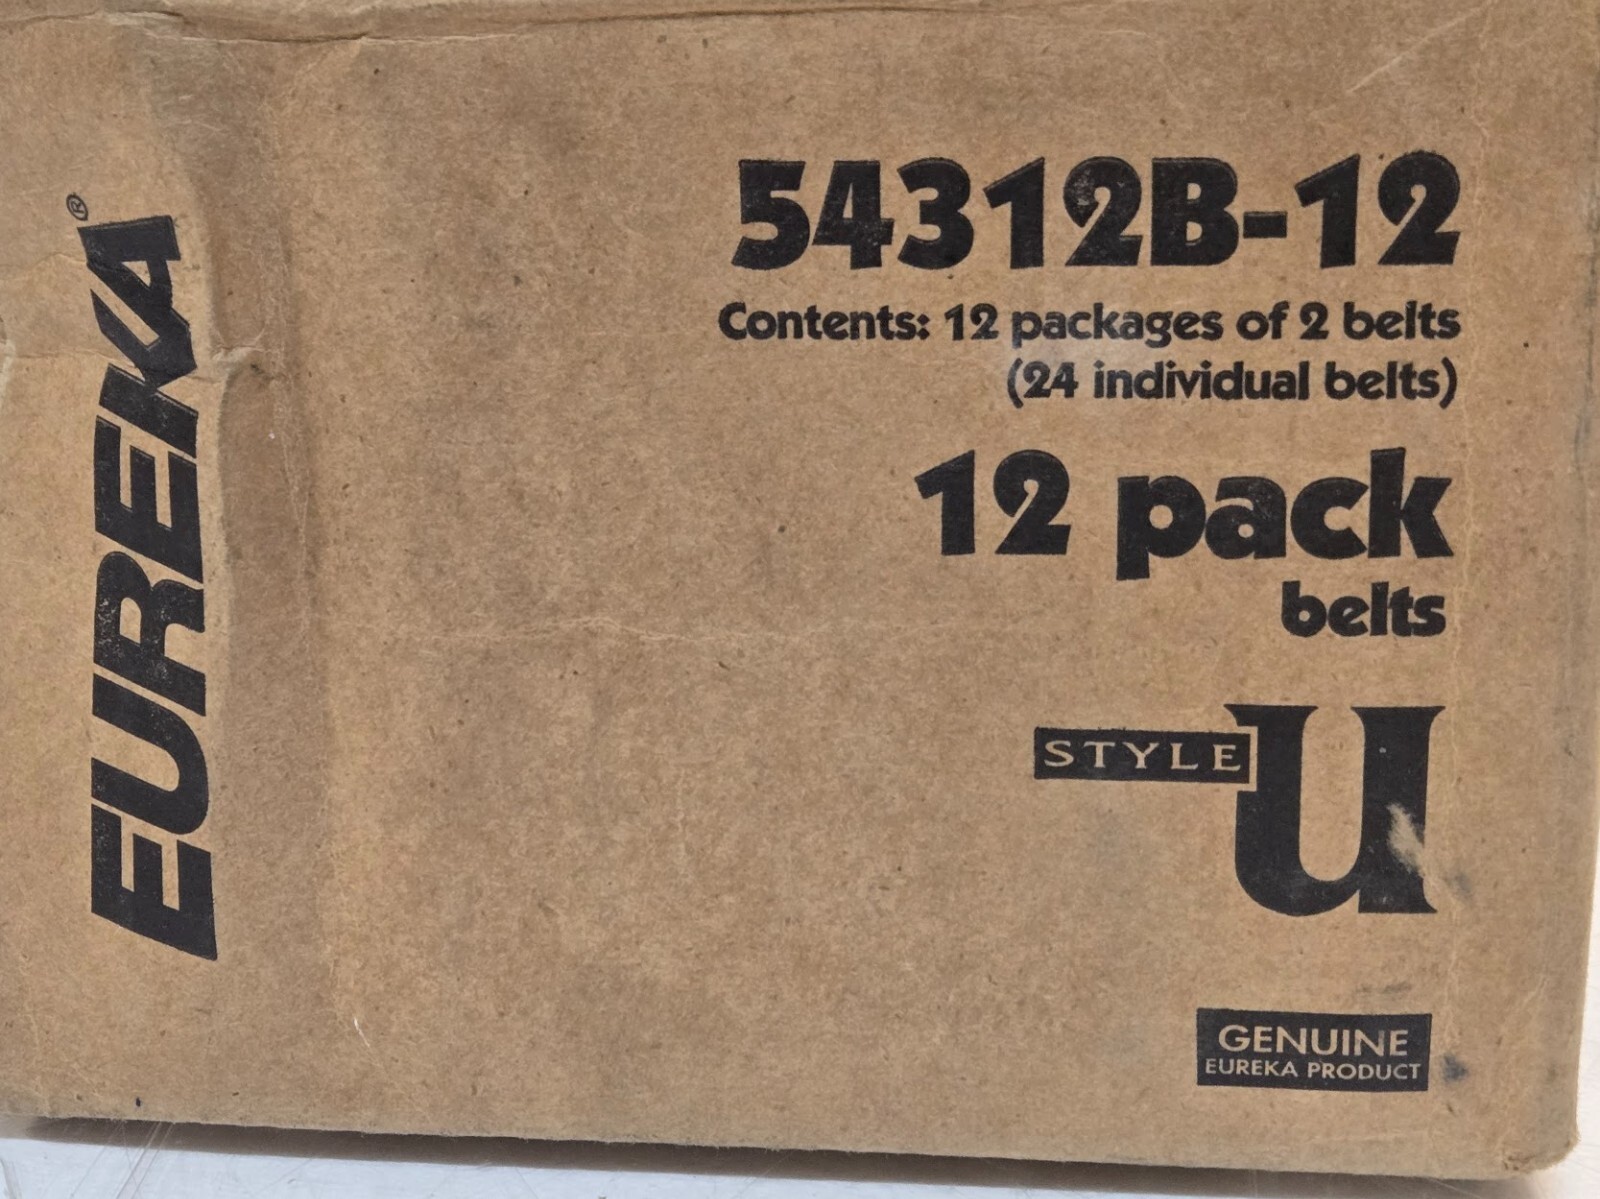 EUREKA®
54312B-12
Contents: 12 packages of 2 belts
(24 individual belts)
12 pack
belts
STYLE U
GENUINE
EUREKA PRODUCT